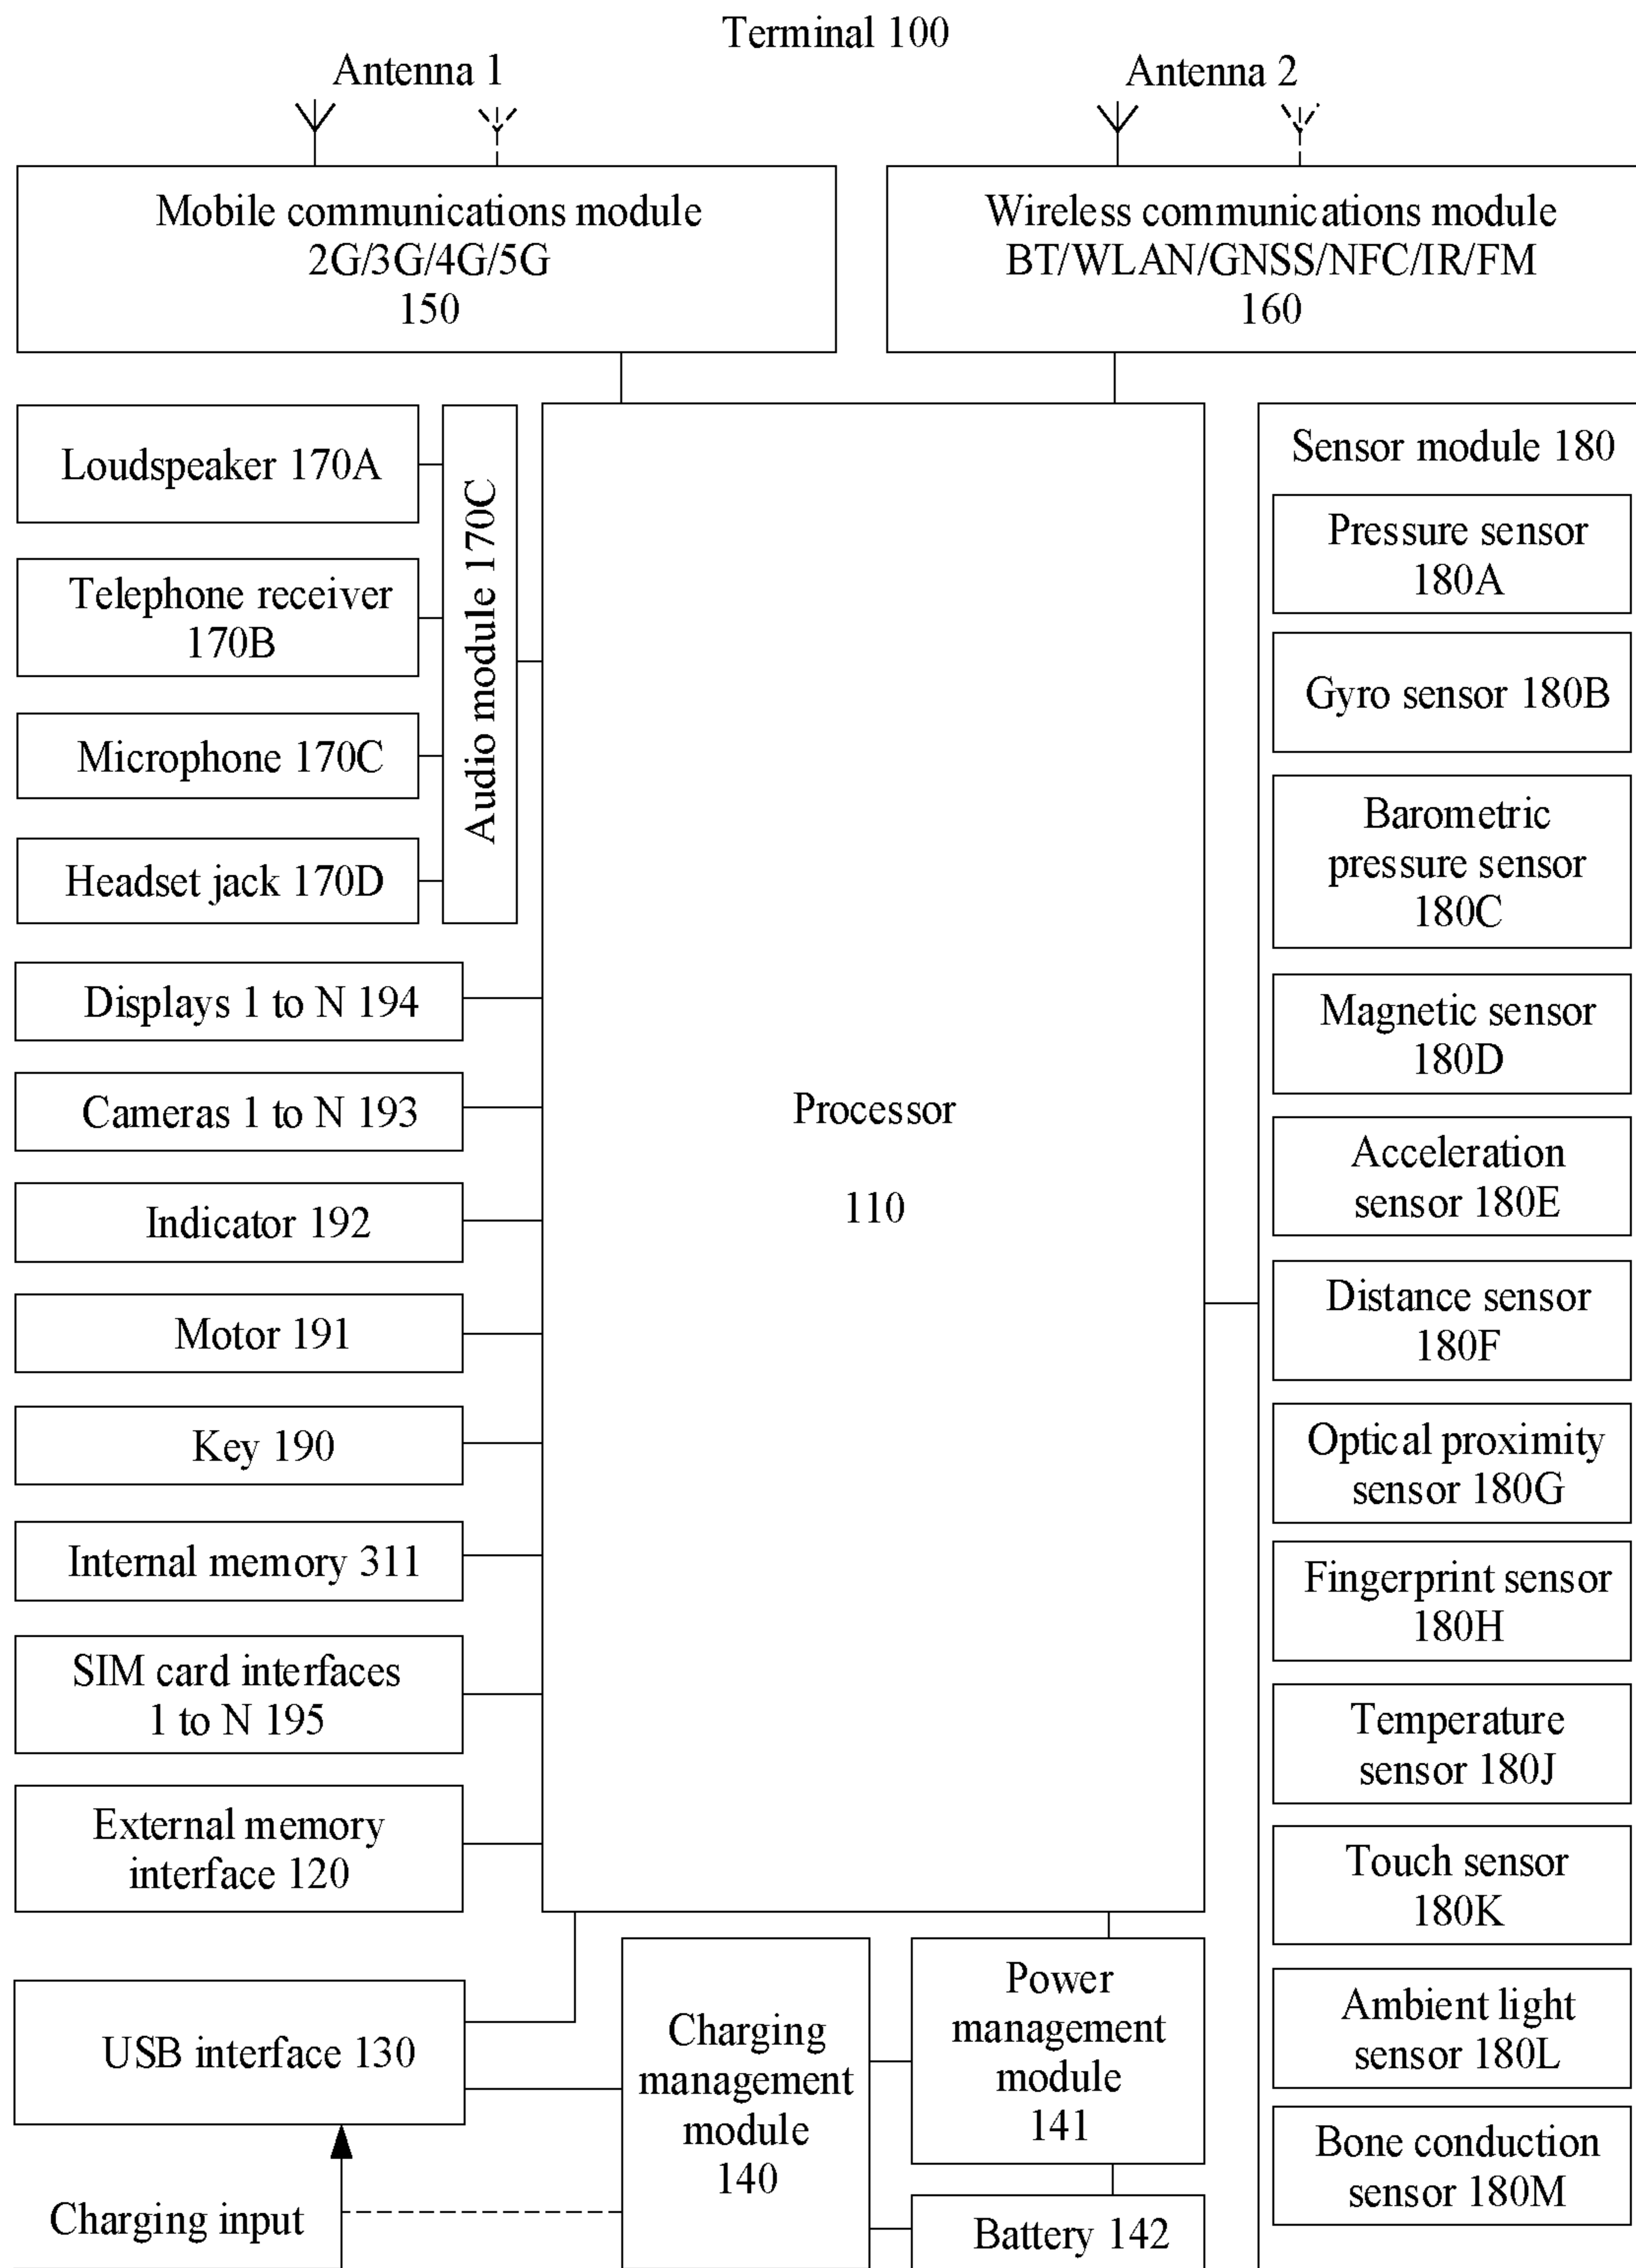 Terminal 100
Antenna 1
Antenna 2
Mobile communications module
2G/3G/4G/5G
150
Wireless communications module
BT/WLAN/GNSS/NFC/IR/FM
160
Loudspeaker 170A
Telephone receiver
170B
Microphone 170C
Headset jack 170D
Audio module 170C
Displays 1 to N 194
Cameras 1 to N 193
Indicator 192
Motor 191
Key 190
Internal memory 311
SIM card interfaces
1 to N 195
External memory
interface 120
Processor
110
Sensor module 180
Pressure sensor
180A
Gyro sensor 180B
Barometric
pressure sensor
180C
Magnetic sensor
180D
Acceleration
sensor 180E
Distance sensor
180F
Optical proximity
sensor 180G
Fingerprint sensor
180H
Temperature
sensor 180J
Touch sensor
180K
Ambient light
sensor 180L
Bone conduction
sensor 180M
USB interface 130
Charging input
Charging
management
module
140
Power
management
module
141
Battery 142